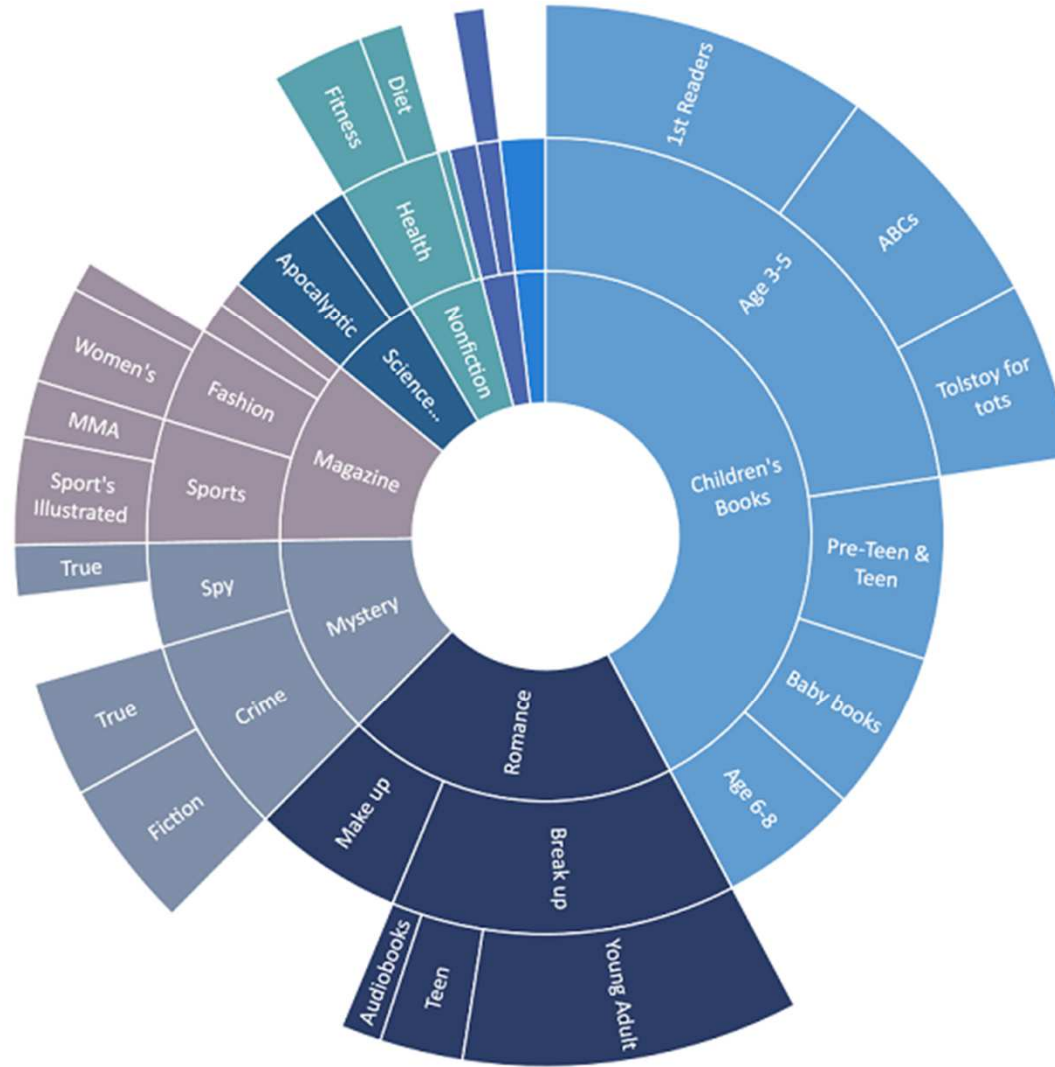 1st Readers
ABCs
Tolstoy for
tots
Age 3-5
Children's
Books
Pre-Teen &
Teen
Baby books
Age 6-8
Romance
Break up
Make up
Young Adult
Teen
Audiobooks
Mystery
Crime
Fiction
True
Spy
True
Magazine
Sports
Sport's
Illustrated
MMA
Fashion
Women's
Science...
Apocalyptic
Nonfiction
Health
Fitness
Diet